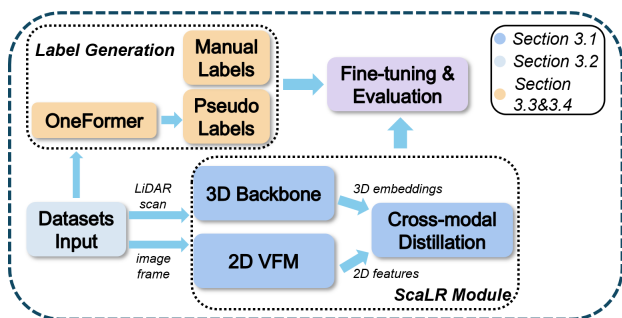 Label Generation
Manual
Labels
OneFormer
Pseudo
Labels
Fine-tuning &
Evaluation
Section 3.1
Section 3.2
Section
3.3&3.4
Datasets
Input
LiDAR
scan
image
frame
3D Backbone
2D VFM
3D embeddings
2D features
Cross-modal
Distillation
ScaLR Module